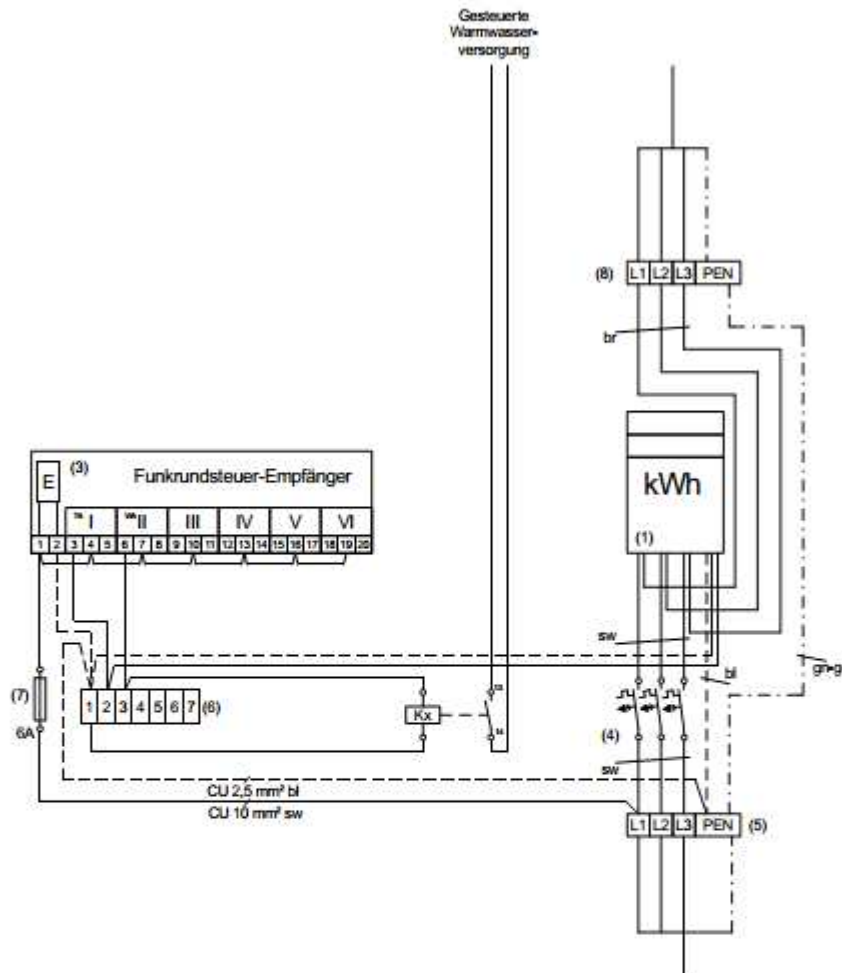 Gesteuerte
Warmwasser-
versorgung
(8) L1 L2 L3 PEN
br
(3) Funkrundsteuer-Empfänger
E
I II III IV V VI
1 2 3 4 5 6 7 8 9 10 11 12 13 14 15 16 17 18 19 20
kWh
(1)
sw
gn-g
bl
(7)
1 2 3 4 5 6 7 (6)
Kx
6A
(4)
sw
CU 2,5 mm² bl
CU 10 mm² sw
L1 L2 L3 PEN (5)